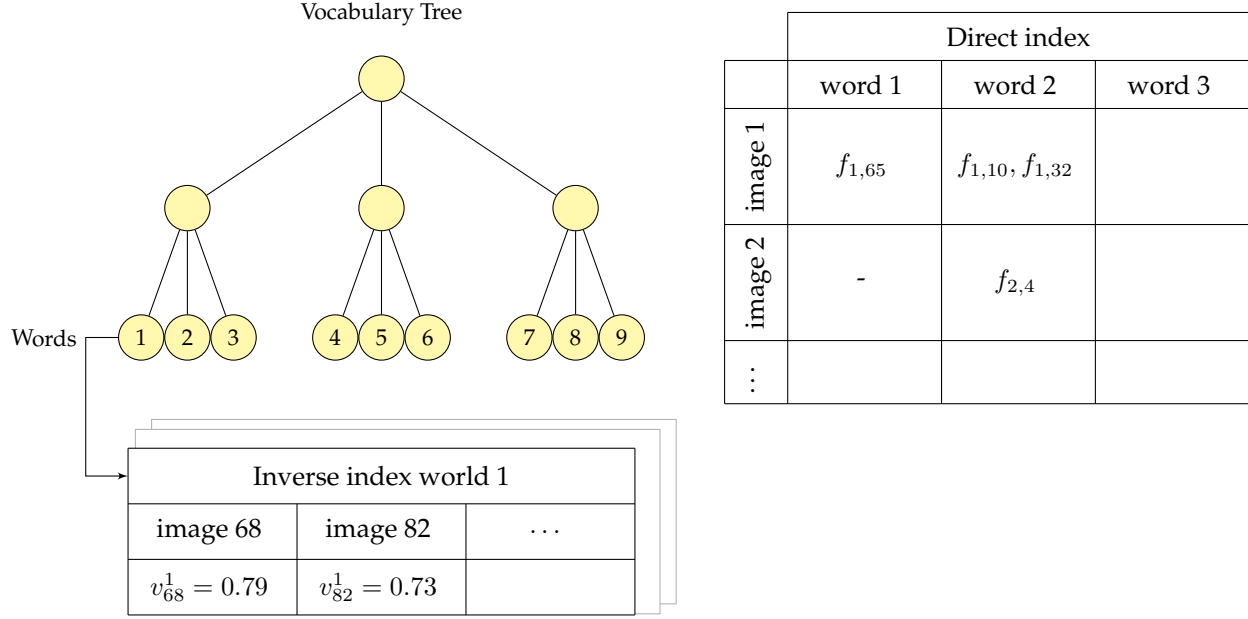 Vocabulary Tree
Words
1 2 3 4 5 6 7 8 9
Inverse index world 1
image 68 image 82 ⋯
v^1_{68} = 0.79 v^1_{82} = 0.73
Direct index
word 1 word 2 word 3
image 1 f_{1,65} f_{1,10}, f_{1,32}
image 2 - f_{2,4}
⋯